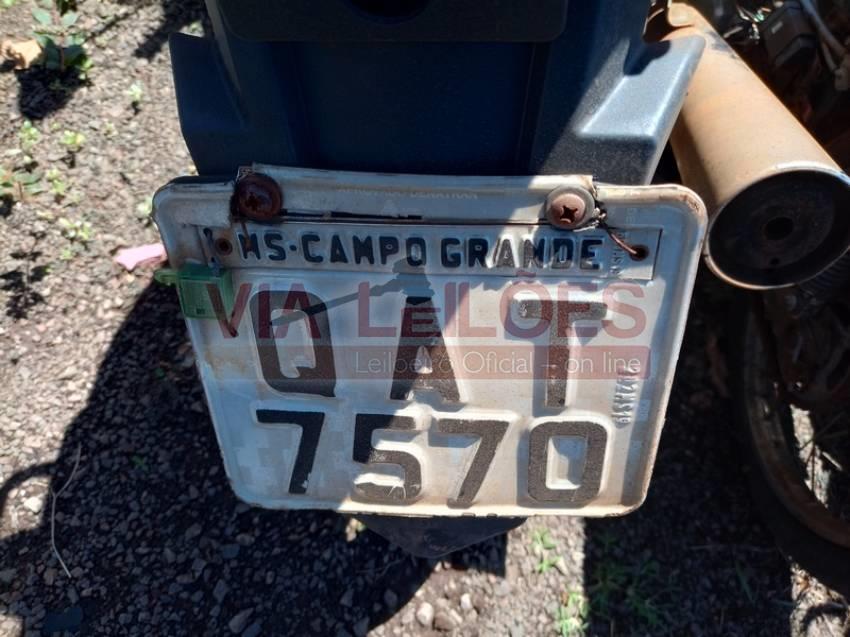 MS-CAMPO GRANDE
QAT
7570
VIA LEILÕES
Leiloeiro Oficial – on line